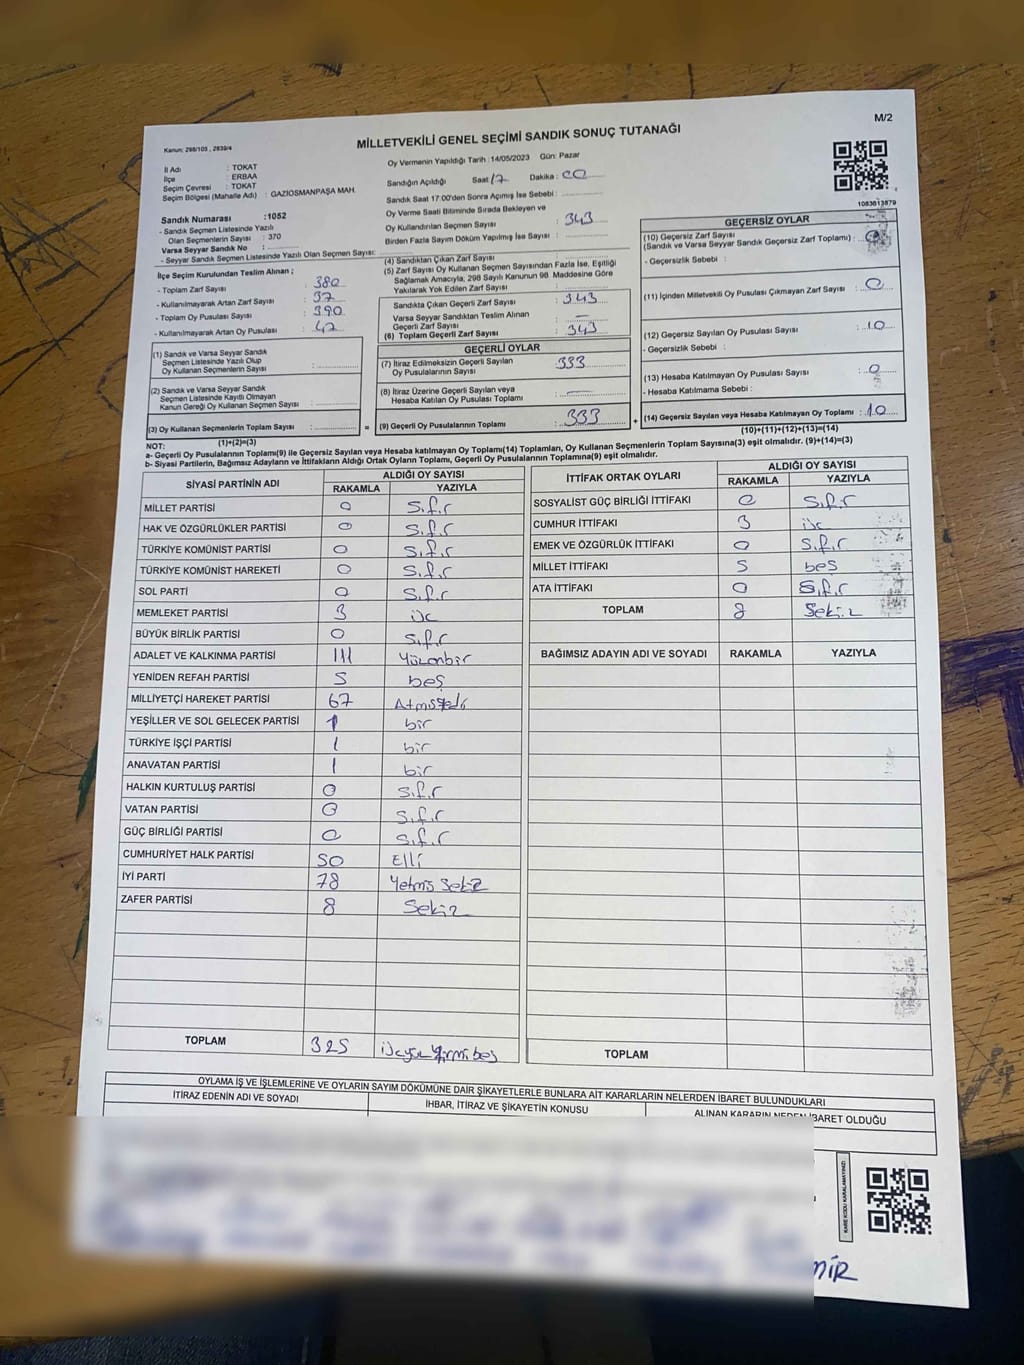 M/2
MİLLETVEKİLİ GENEL SEÇİMİ SANDIK SONUÇ TUTANAĞI
Kanun: 298/105 , 2839/4
İl Adı : TOKAT
İlçe : ERBAA
Seçim Çevresi : TOKAT
Seçim Bölgesi (Mahalle Adı) : GAZİOSMANPAŞA MAH.
Sandık Numarası :1052
- Sandık Seçmen Listesinde Yazılı
Olan Seçmenlerin Sayısı : 370
Varsa Seyyar Sandık No :
- Seyyar Sandık Seçmen Listesinde Yazılı Olan Seçmen Sayısı:
İlçe Seçim Kurulundan Teslim Alınan ;
- Toplam Zarf Sayısı : 380
- Kullanılmayarak Artan Zarf Sayısı : 37
- Toplam Oy Pusulası Sayısı : 390
- Kullanılmayarak Artan Oy Pusulası : 47
(1) Sandık ve Varsa Seyyar Sandık
Seçmen Listesinde Yazılı Olup
Oy Kullanan Seçmenlerin Sayısı :
(2) Sandık ve Varsa Seyyar Sandık
Seçmen Listesinde Kayıtlı Olmayan
Kanun Gereği Oy Kullanan Seçmen Sayısı :
(3) Oy Kullanan Seçmenlerin Toplam Sayısı :
(1)+(2)=(3)
Oy Vermenin Yapıldığı Tarih :14/05/2023 Gün: Pazar
Sandığın Açıldığı Saat: 17 Dakika : 00
Sandık Saat 17.00'den Sonra Açılmış İse Sebebi :
Oy Verme Saati Bitiminde Sırada Bekleyen ve
Oy Kullandırılan Seçmen Sayısı : 343
Birden Fazla Sayım Döküm Yapılmış İse Sayısı :
(4) Sandıktan Çıkan Zarf Sayısı :
(5) Zarf Sayısı Oy Kullanan Seçmen Sayısından Fazla İse, Eşitliği
Sağlamak Amacıyla; 298 Sayılı Kanunun 98. Maddesine Göre
Yakılarak Yok Edilen Zarf Sayısı :
Sandıkta Çıkan Geçerli Zarf Sayısı : 343
Varsa Seyyar Sandıktan Teslim Alınan
Geçerli Zarf Sayısı : —
(6) Toplam Geçerli Zarf Sayısı : 343
GEÇERLİ OYLAR
(7) İtiraz Edilmeksizin Geçerli Sayılan
Oy Pusulalarının Sayısı : 333
(8) İtiraz Üzerine Geçerli Sayılan veya
Hesaba Katılan Oy Pusulası Toplamı : —
= (9) Geçerli Oy Pusulalarının Toplamı : 333
1083613879
GEÇERSİZ OYLAR
(10) Geçersiz Zarf Sayısı
(Sandık ve Varsa Seyyar Sandık Geçersiz Zarf Toplamı) : 0
- Geçersizlik Sebebi :
(11) İçinden Milletvekili Oy Pusulası Çıkmayan Zarf Sayısı : 0
(12) Geçersiz Sayılan Oy Pusulası Sayısı : 10
- Geçersizlik Sebebi :
(13) Hesaba Katılmayan Oy Pusulası Sayısı : 0
- Hesaba Katılmama Sebebi :
+ (14) Geçersiz Sayılan veya Hesaba Katılmayan Oy Toplamı : 10
(10)+(11)+(12)+(13)=(14)
NOT:
a- Geçerli Oy Pusulalarının Toplamı(9) ile Geçersiz Sayılan veya Hesaba katılmayan Oy Toplamı(14) Toplamları, Oy Kullanan Seçmenlerin Toplam Sayısına(3) eşit olmalıdır. (9)+(14)=(3)
b- Siyasi Partilerin, Bağımsız Adayların ve İttifakların Aldığı Ortak Oyların Toplamı, Geçerli Oy Pusulalarının Toplamına(9) eşit olmalıdır.
SİYASİ PARTİNİN ADI ALDIĞI OY SAYISI
RAKAMLA YAZIYLA
MİLLET PARTİSİ 0 Sıfır
HAK VE ÖZGÜRLÜKLER PARTİSİ 0 Sıfır
TÜRKİYE KOMÜNİST PARTİSİ 0 Sıfır
TÜRKİYE KOMÜNİST HAREKETİ 0 Sıfır
SOL PARTİ 0 Sıfır
MEMLEKET PARTİSİ 3 üç
BÜYÜK BİRLİK PARTİSİ 0 Sıfır
ADALET VE KALKINMA PARTİSİ 111 Yüzonbir
YENİDEN REFAH PARTİSİ 5 beş
MİLLİYETÇİ HAREKET PARTİSİ 67 Atmışyedi
YEŞİLLER VE SOL GELECEK PARTİSİ 1 bir
TÜRKİYE İŞÇİ PARTİSİ 1 bir
ANAVATAN PARTİSİ 1 bir
HALKIN KURTULUŞ PARTİSİ 0 Sıfır
VATAN PARTİSİ 0 Sıfır
GÜÇ BİRLİĞİ PARTİSİ 0 Sıfır
CUMHURİYET HALK PARTİSİ 50 Elli
İYİ PARTİ 78 Yetmiş Sekiz
ZAFER PARTİSİ 8 Sekiz
TOPLAM 325 üçyüz yirmibeş
İTTİFAK ORTAK OYLARI ALDIĞI OY SAYISI
RAKAMLA YAZIYLA
SOSYALİST GÜÇ BİRLİĞİ İTTİFAKI 0 Sıfır
CUMHUR İTTİFAKI 3 üç
EMEK VE ÖZGÜRLÜK İTTİFAKI 0 Sıfır
MİLLET İTTİFAKI 5 beş
ATA İTTİFAKI 0 Sıfır
TOPLAM 8 Sekiz
BAĞIMSIZ ADAYIN ADI VE SOYADI RAKAMLA YAZIYLA
TOPLAM
OYLAMA İŞ VE İŞLEMLERİNE VE OYLARIN SAYIM DÖKÜMÜNE DAİR ŞİKAYETLERLE BUNLARA AİT KARARLARIN NELERDEN İBARET BULUNDUKLARI
İTİRAZ EDENİN ADI VE SOYADI İHBAR, İTİRAZ VE ŞİKAYETİN KONUSU ALINAN KARARIN NEDEN İBARET OLDUĞU
KARE KODU KARALAMAYINIZ!